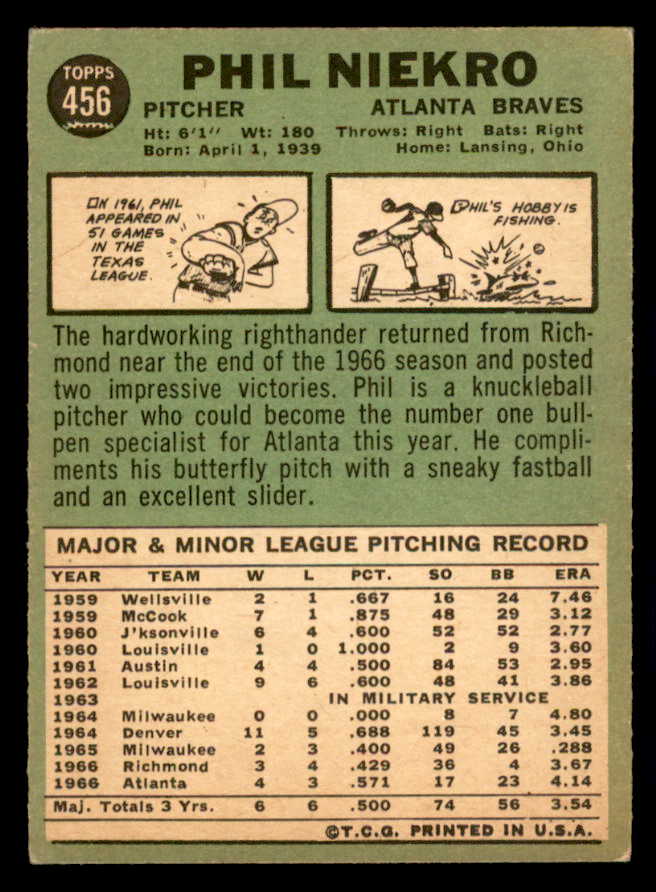 TOPPS
456
PHIL NIEKRO
PITCHER ATLANTA BRAVES
Ht: 6'1" Wt: 180 Throws: Right Bats: Right
Born: April 1, 1939 Home: Lansing, Ohio
IN 1961, PHIL
APPEARED IN
51 GAMES
IN THE
TEXAS
LEAGUE.
PHIL'S HOBBY IS
FISHING.
The hardworking righthander returned from Rich-
mond near the end of the 1966 season and posted
two impressive victories. Phil is a knuckleball
pitcher who could become the number one bull-
pen specialist for Atlanta this year. He compli-
ments his butterfly pitch with a sneaky fastball
and an excellent slider.
MAJOR & MINOR LEAGUE PITCHING RECORD
YEAR TEAM W L PCT. SO BB ERA
1959 Wellsville 2 1 .667 16 24 7.46
1959 McCook 7 1 .875 48 29 3.12
1960 J'ksonville 6 4 .600 52 52 2.77
1960 Louisville 1 0 1.000 2 9 3.60
1961 Austin 4 4 .500 84 53 2.95
1962 Louisville 9 6 .600 48 41 3.86
1963 IN MILITARY SERVICE
1964 Milwaukee 0 0 .000 8 7 4.80
1964 Denver 11 5 .688 119 45 3.45
1965 Milwaukee 2 3 .400 49 26 .288
1966 Richmond 3 4 .429 36 4 3.67
1966 Atlanta 4 3 .571 17 23 4.14
Maj. Totals 3 Yrs. 6 6 .500 74 56 3.54
©T.C.G. PRINTED IN U.S.A.